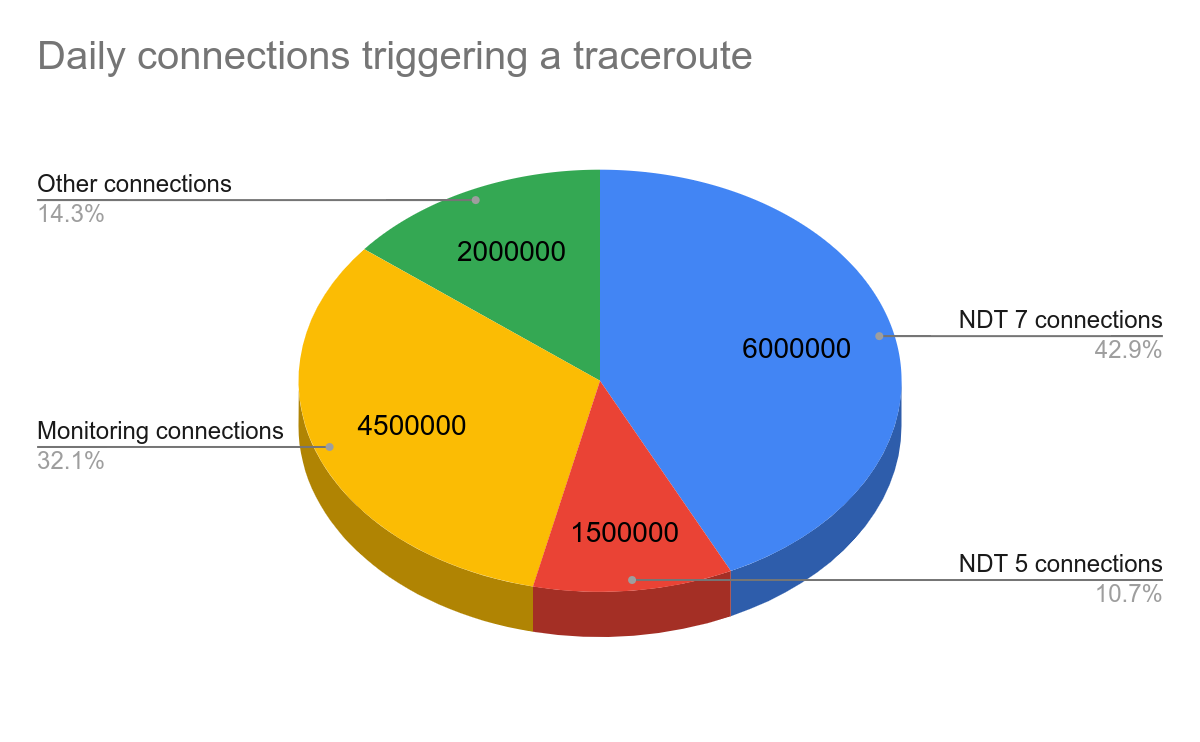 Daily connections triggering a traceroute
Other connections
14.3%
2000000
NDT 7 connections
42.9%
6000000
Monitoring connections
32.1%
4500000
1500000
NDT 5 connections
10.7%